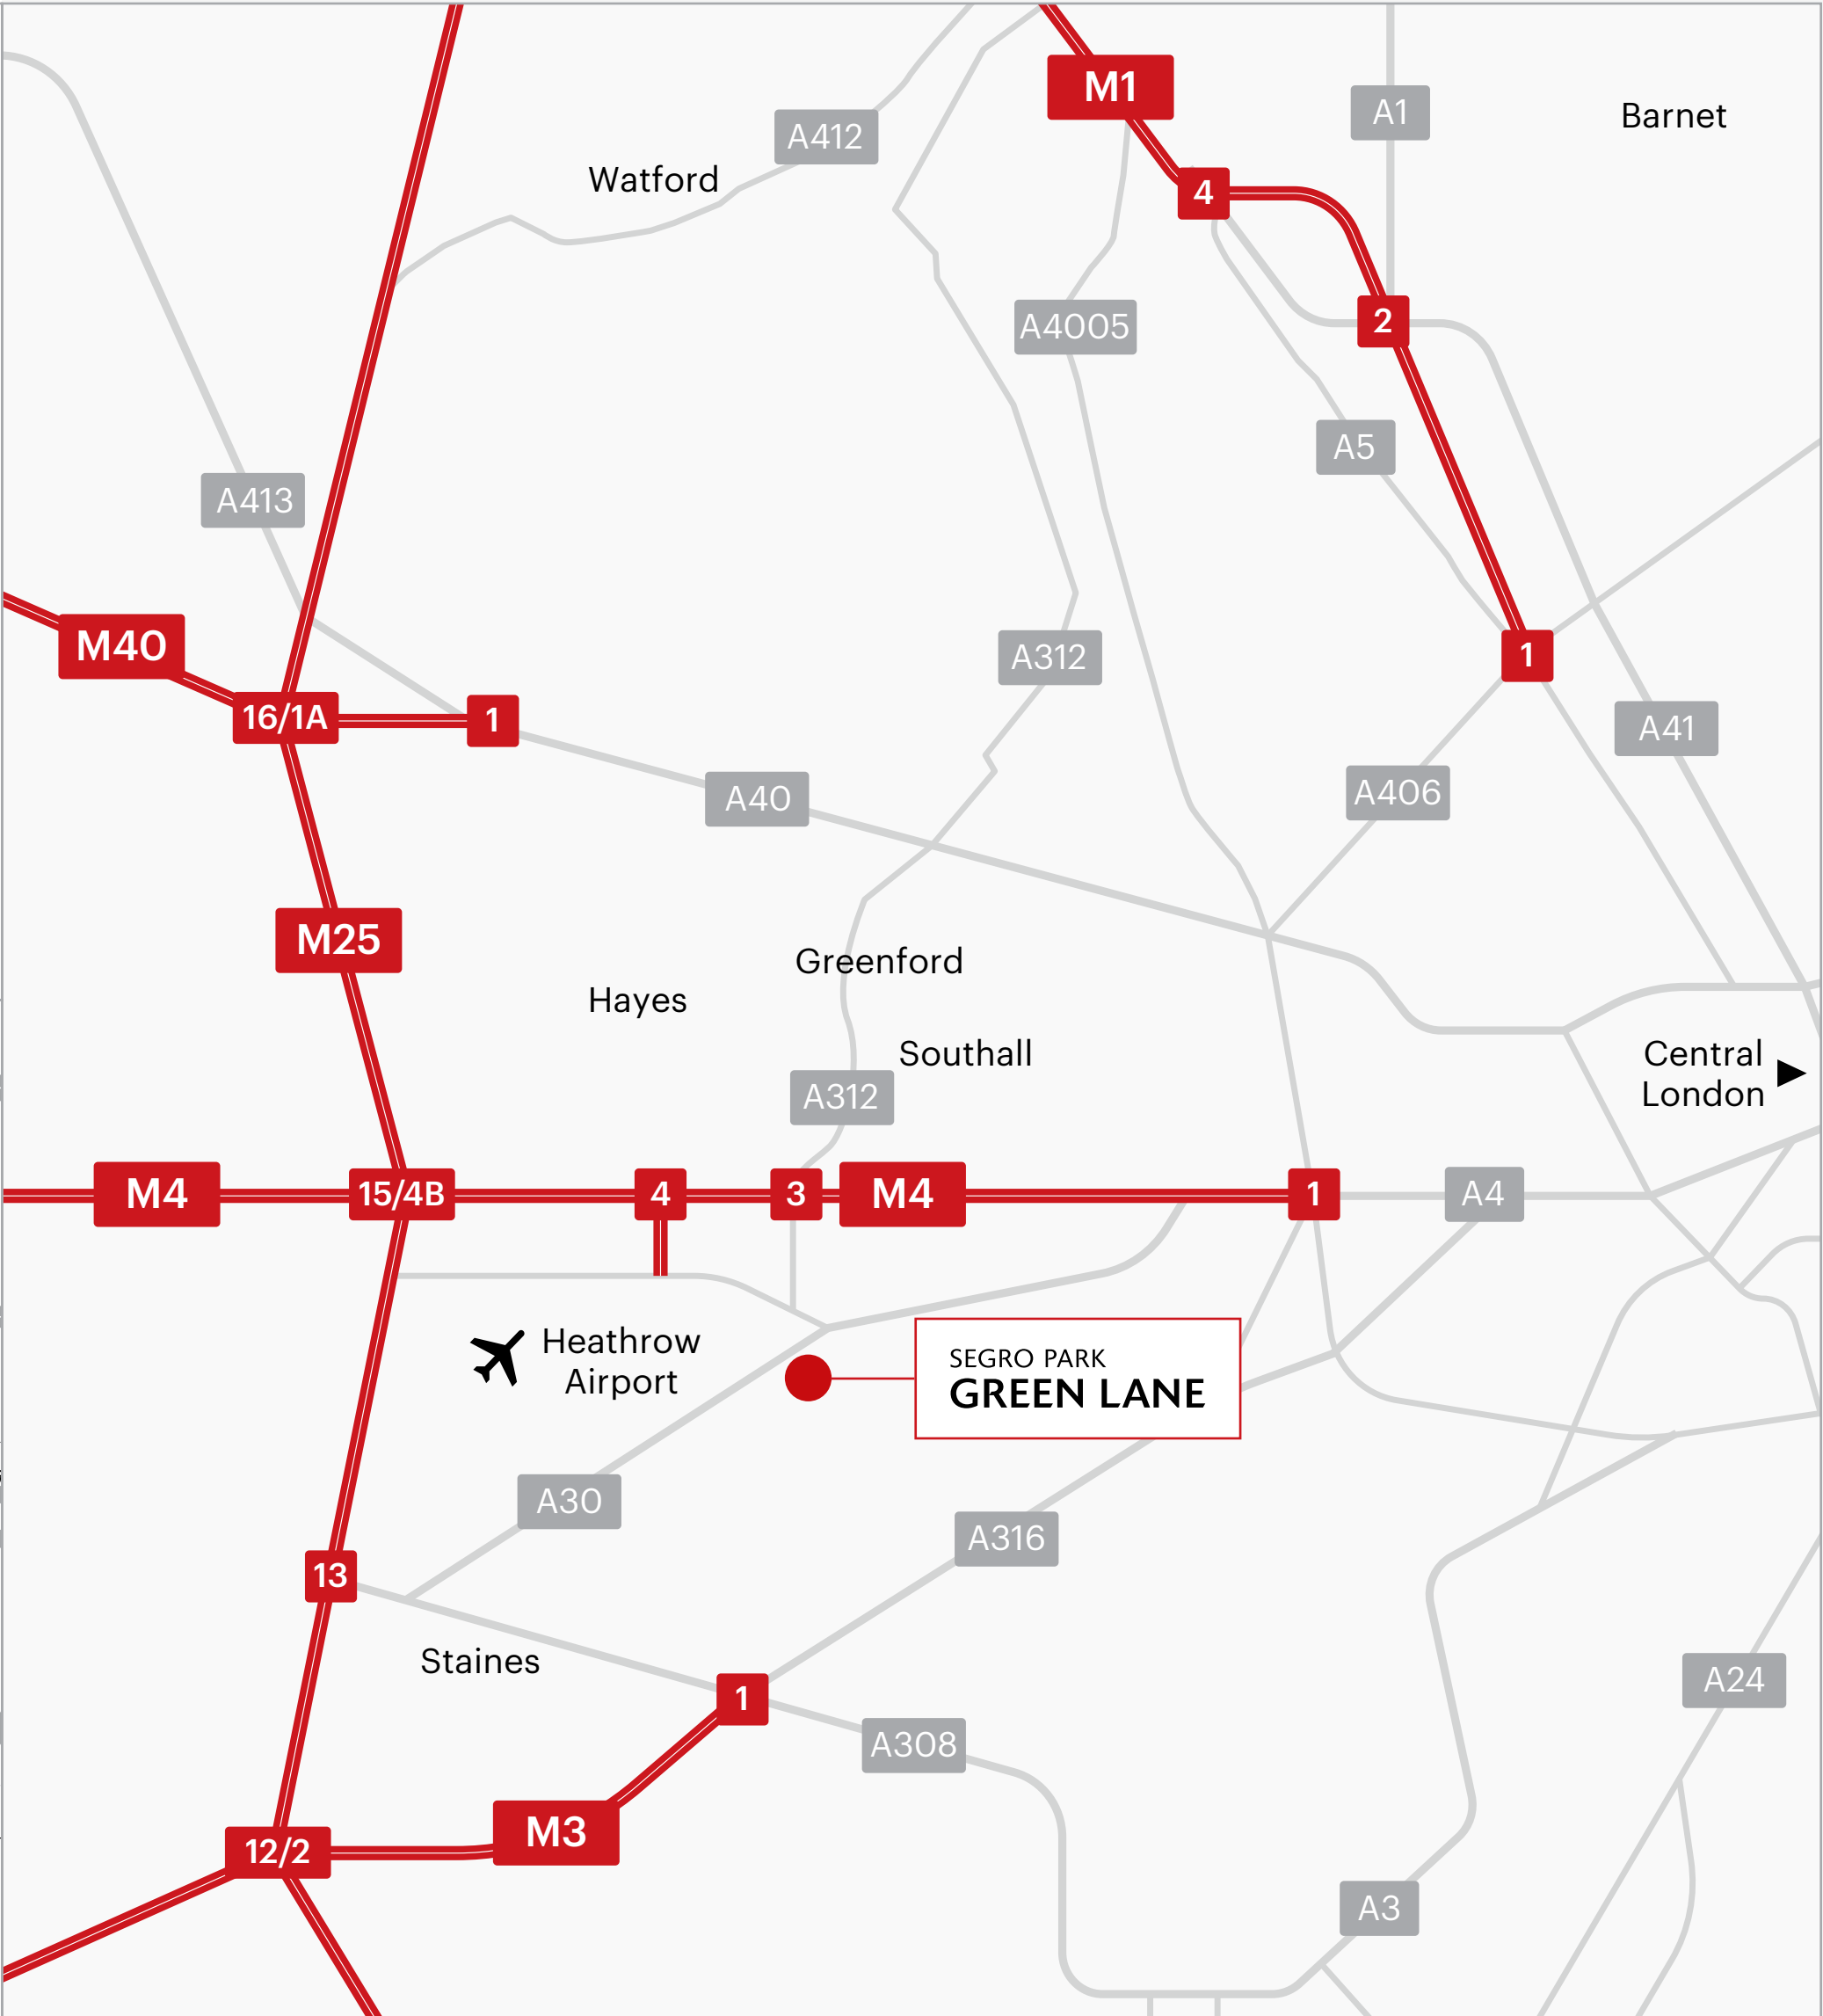 M1
A1
Barnet
A412
Watford
4
2
A4005
A5
A413
M40
16/1A
1
A312
1
A41
A40
A406
M25
Greenford
Hayes
Southall
Central
London
A312
M4
15/4B
4
3
M4
1
A4
Heathrow
Airport
SEGRO PARK
GREEN LANE
A30
A316
13
Staines
1
A24
A308
M3
12/2
A3